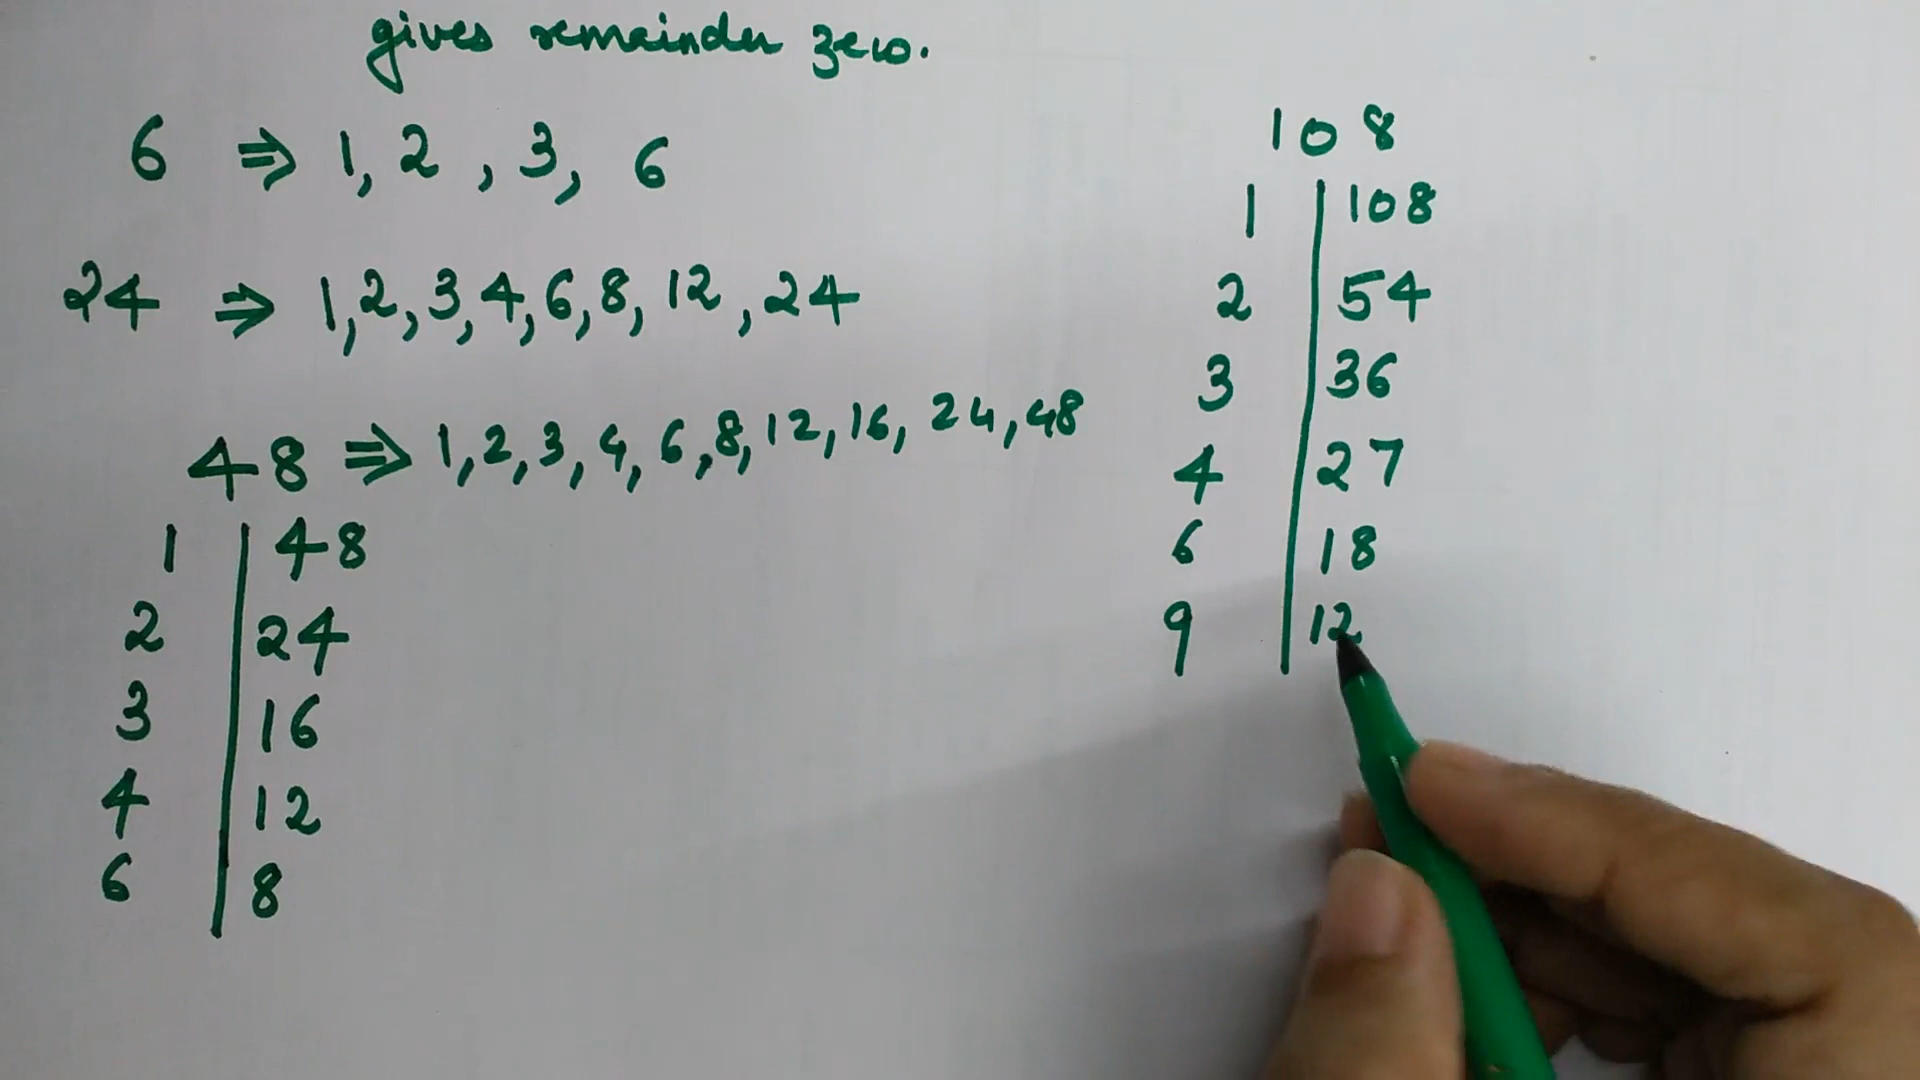 gives remainder zero.
6 ⇒ 1, 2, 3, 6
24 ⇒ 1, 2, 3, 4, 6, 8, 12, 24
48 ⇒ 1, 2, 3, 4, 6, 8, 12, 16, 24, 48
1 | 48
2 | 24
3 | 16
4 | 12
6 | 8
108
1 | 108
2 | 54
3 | 36
4 | 27
6 | 18
9 | 12